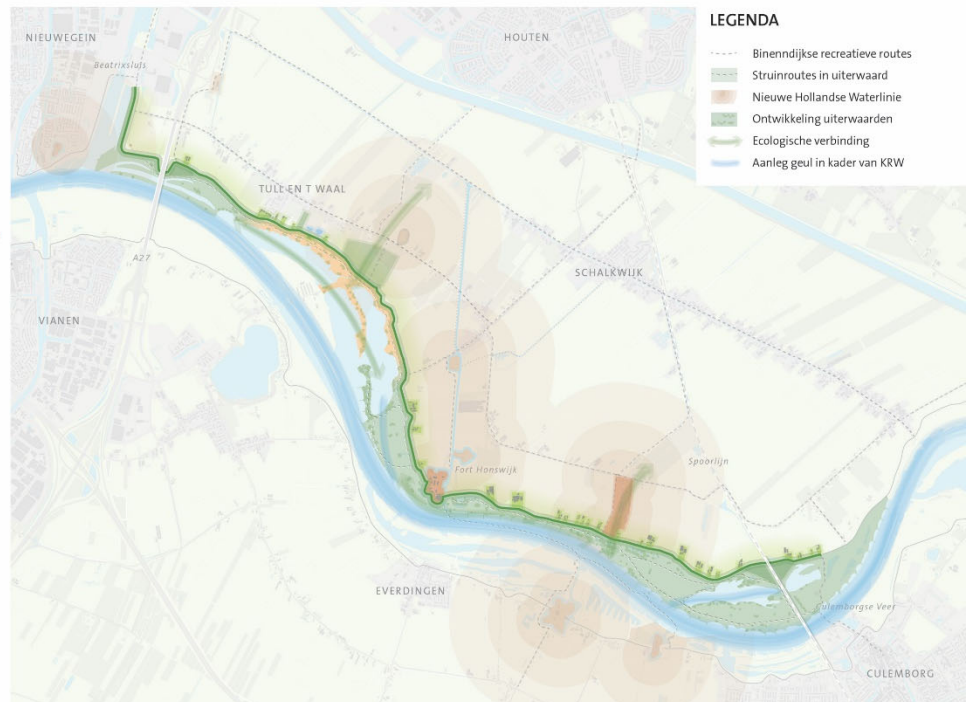 LEGENDA
Binenndijkse recreatieve routes
Struinroutes in uiterwaard
Nieuwe Hollandse Waterlinie
Ontwikkeling uiterwaarden
Ecologische verbinding
Aanleg geul in kader van KRW
NIEUWEGEIN
HOUTEN
Beatrixsluis
TULL EN T WAAL
A27
SCHALKWIJK
VIANEN
Fort Honswijk
Spoorlijn
EVERDINGEN
Culemborgse Veer
CULEMBORG